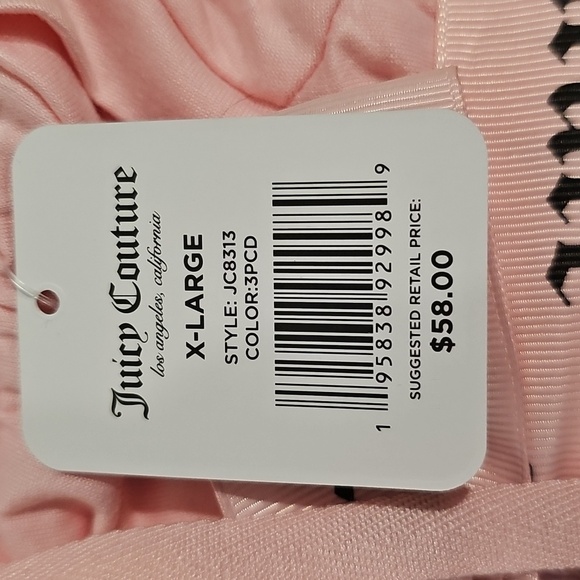 Juicy Couture
los angeles, california
X-LARGE
STYLE: JC8313
COLOR:3PCD
1 95838 92998 9
SUGGESTED RETAIL PRICE:
$58.00